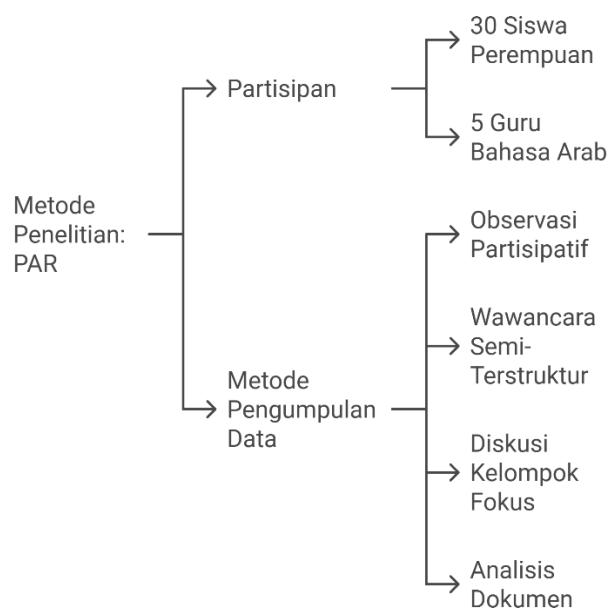 Metode
Penelitian:
PAR
Partisipan
30 Siswa
Perempuan
5 Guru
Bahasa Arab
Metode
Pengumpulan
Data
Observasi
Partisipatif
Wawancara
Semi-
Terstruktur
Diskusi
Kelompok
Fokus
Analisis
Dokumen